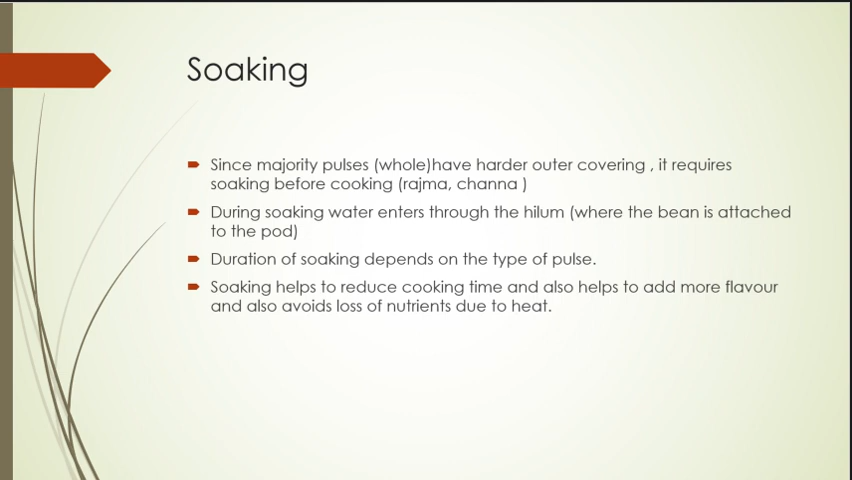 Soaking
Since majority pulses (whole)have harder outer covering , it requires
soaking before cooking (rajma, channa )
During soaking water enters through the hilum (where the bean is attached
to the pod)
Duration of soaking depends on the type of pulse.
Soaking helps to reduce cooking time and also helps to add more flavour
and also avoids loss of nutrients due to heat.